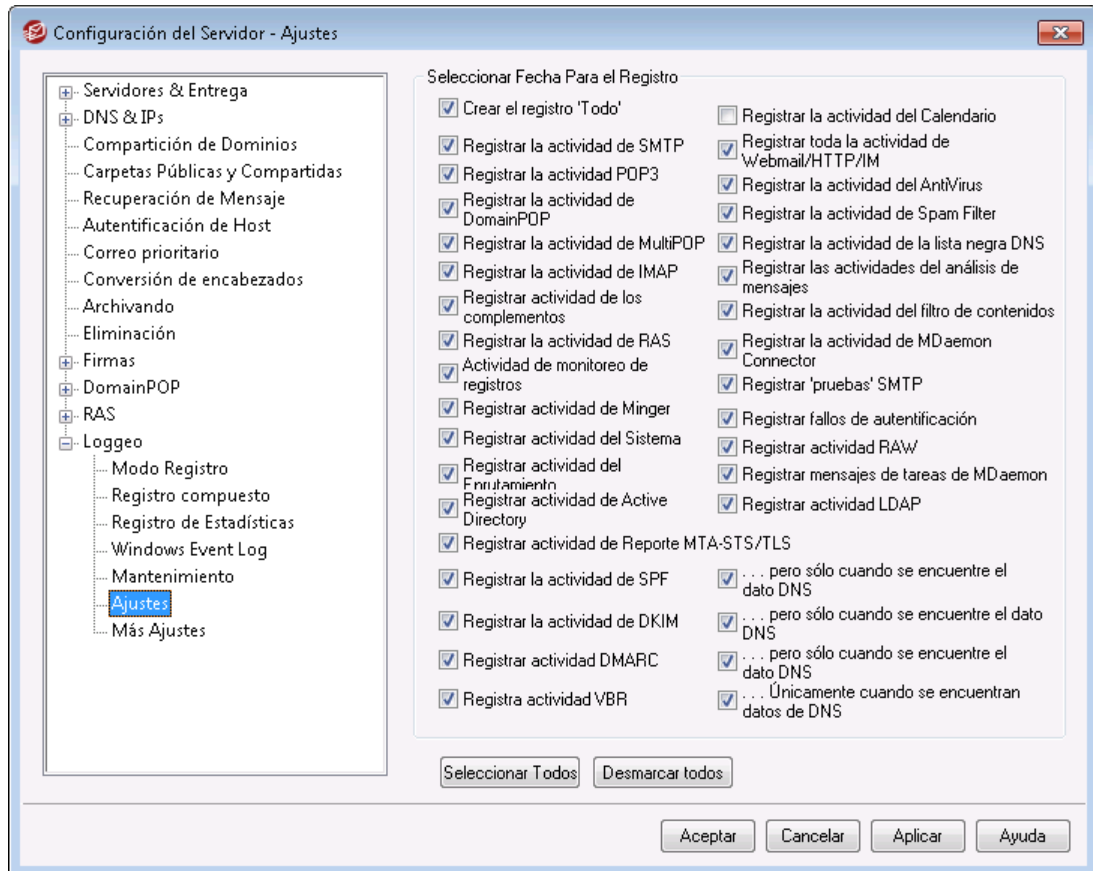 Configuración del Servidor - Ajustes
Servidores & Entrega
DNS & IPs
Compartición de Dominios
Carpetas Públicas y Compartidas
Recuperación de Mensaje
Autentificación de Host
Correo prioritario
Conversión de encabezados
Archivando
Eliminación
Firmas
DomainPOP
RAS
Loggeo
Modo Registro
Registro compuesto
Registro de Estadísticas
Windows Event Log
Mantenimiento
Ajustes
Más Ajustes
Seleccionar Fecha Para el Registro
Crear el registro 'Todo'
Registrar la actividad de SMTP
Registrar la actividad POP3
Registrar la actividad de
DomainPOP
Registrar la actividad de MultiPOP
Registrar la actividad de IMAP
Registrar actividad de los
complementos
Registrar la actividad de RAS
Actividad de monitoreo de
registros
Registrar actividad de Minger
Registrar actividad del Sistema
Registrar actividad del
Enrutamiento
Registrar actividad de Active
Directory
Registrar actividad de Reporte MTA-STS/TLS
Registrar la actividad de SPF
Registrar la actividad de DKIM
Registrar actividad DMARC
Registra actividad VBR
Registrar la actividad del Calendario
Registrar toda la actividad de
Webmail/HTTP/IM
Registrar la actividad del AntiVirus
Registrar la actividad de Spam Filter
Registrar la actividad de la lista negra DNS
Registrar las actividades del análisis de
mensajes
Registrar la actividad del filtro de contenidos
Registrar la actividad de MDaemon
Connector
Registrar 'pruebas' SMTP
Registrar fallos de autentificación
Registrar actividad RAW
Registrar mensajes de tareas de MDaemon
Registrar actividad LDAP
. . . pero sólo cuando se encuentre el
dato DNS
. . . pero sólo cuando se encuentre el dato
DNS
. . . pero sólo cuando se encuentre el
dato DNS
. . . Únicamente cuando se encuentran
datos de DNS
Seleccionar Todos
Desmarcar todos
Aceptar
Cancelar
Aplicar
Ayuda